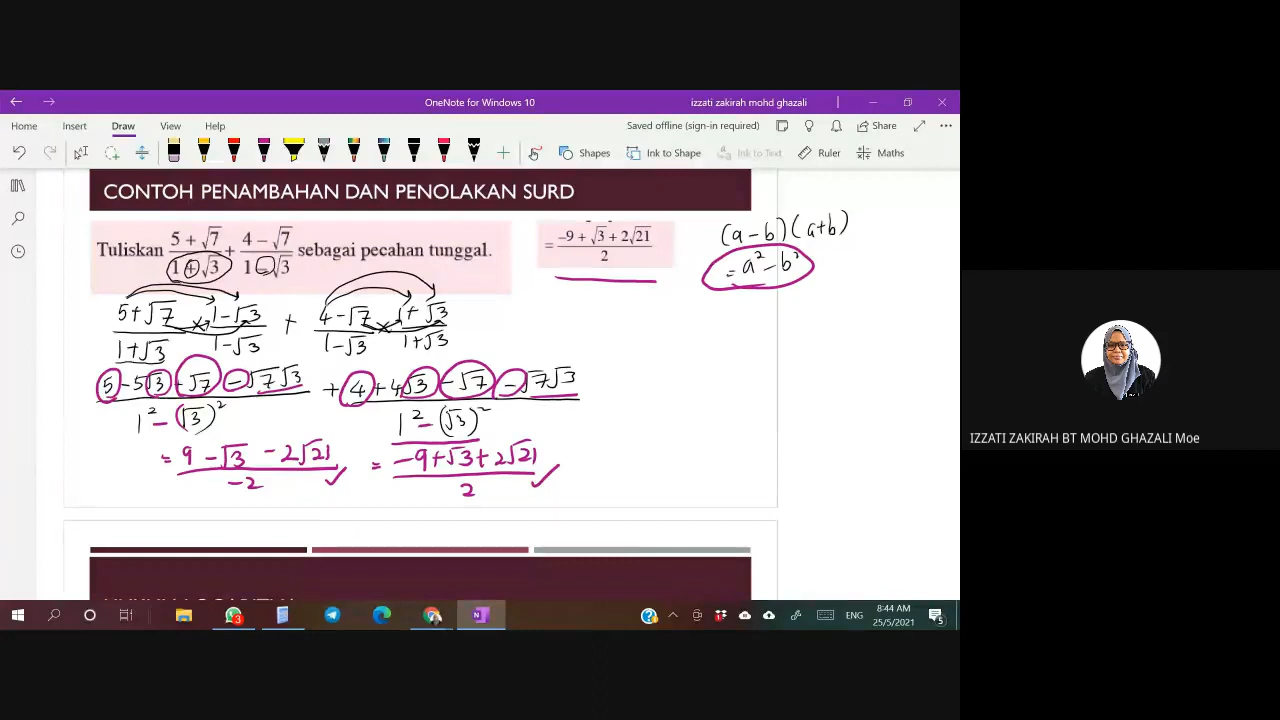 OneNote for Windows 10
izzati zakirah mohd ghazali
Home Insert Draw View Help
Saved offline (sign-in required) Share
Shapes Ink to Shape Ink to Text Ruler Maths
CONTOH PENAMBAHAN DAN PENOLAKAN SURD
Tuliskan (5 + √7)/(1 + √3) + (4 − √7)/(1 − √3) sebagai pecahan tunggal.
= (−9 + √3 + 2√21)/2
(a − b)(a+b)
= a² − b²
(5+√7)/(1+√3) × (1−√3)/(1−√3) + (4−√7)/(1−√3) × (1+√3)/(1+√3)
(5 −5√3 +√7 −√7√3)/(1² − (√3)²) + (4 +4√3 −√7 −√7√3)/(1² − (√3)²)
= (9 −√3 −2√21)/−2 = (−9+√3+2√21)/2
IZZATI ZAKIRAH BT MOHD GHAZALI Moe
3
ENG
8:44 AM
25/5/2021
5